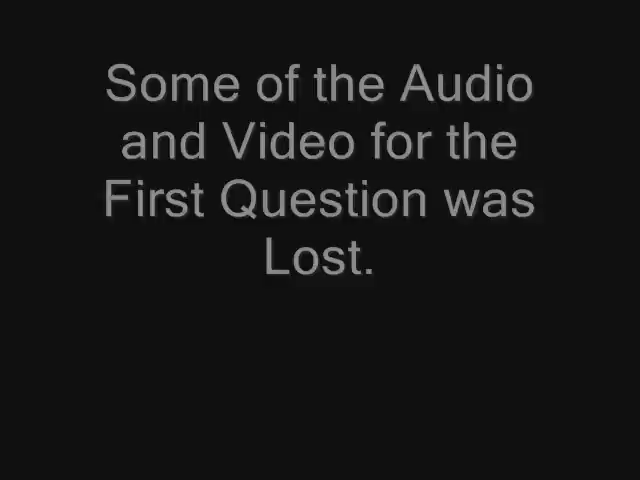 Some of the Audio
and Video for the
First Question was
Lost.